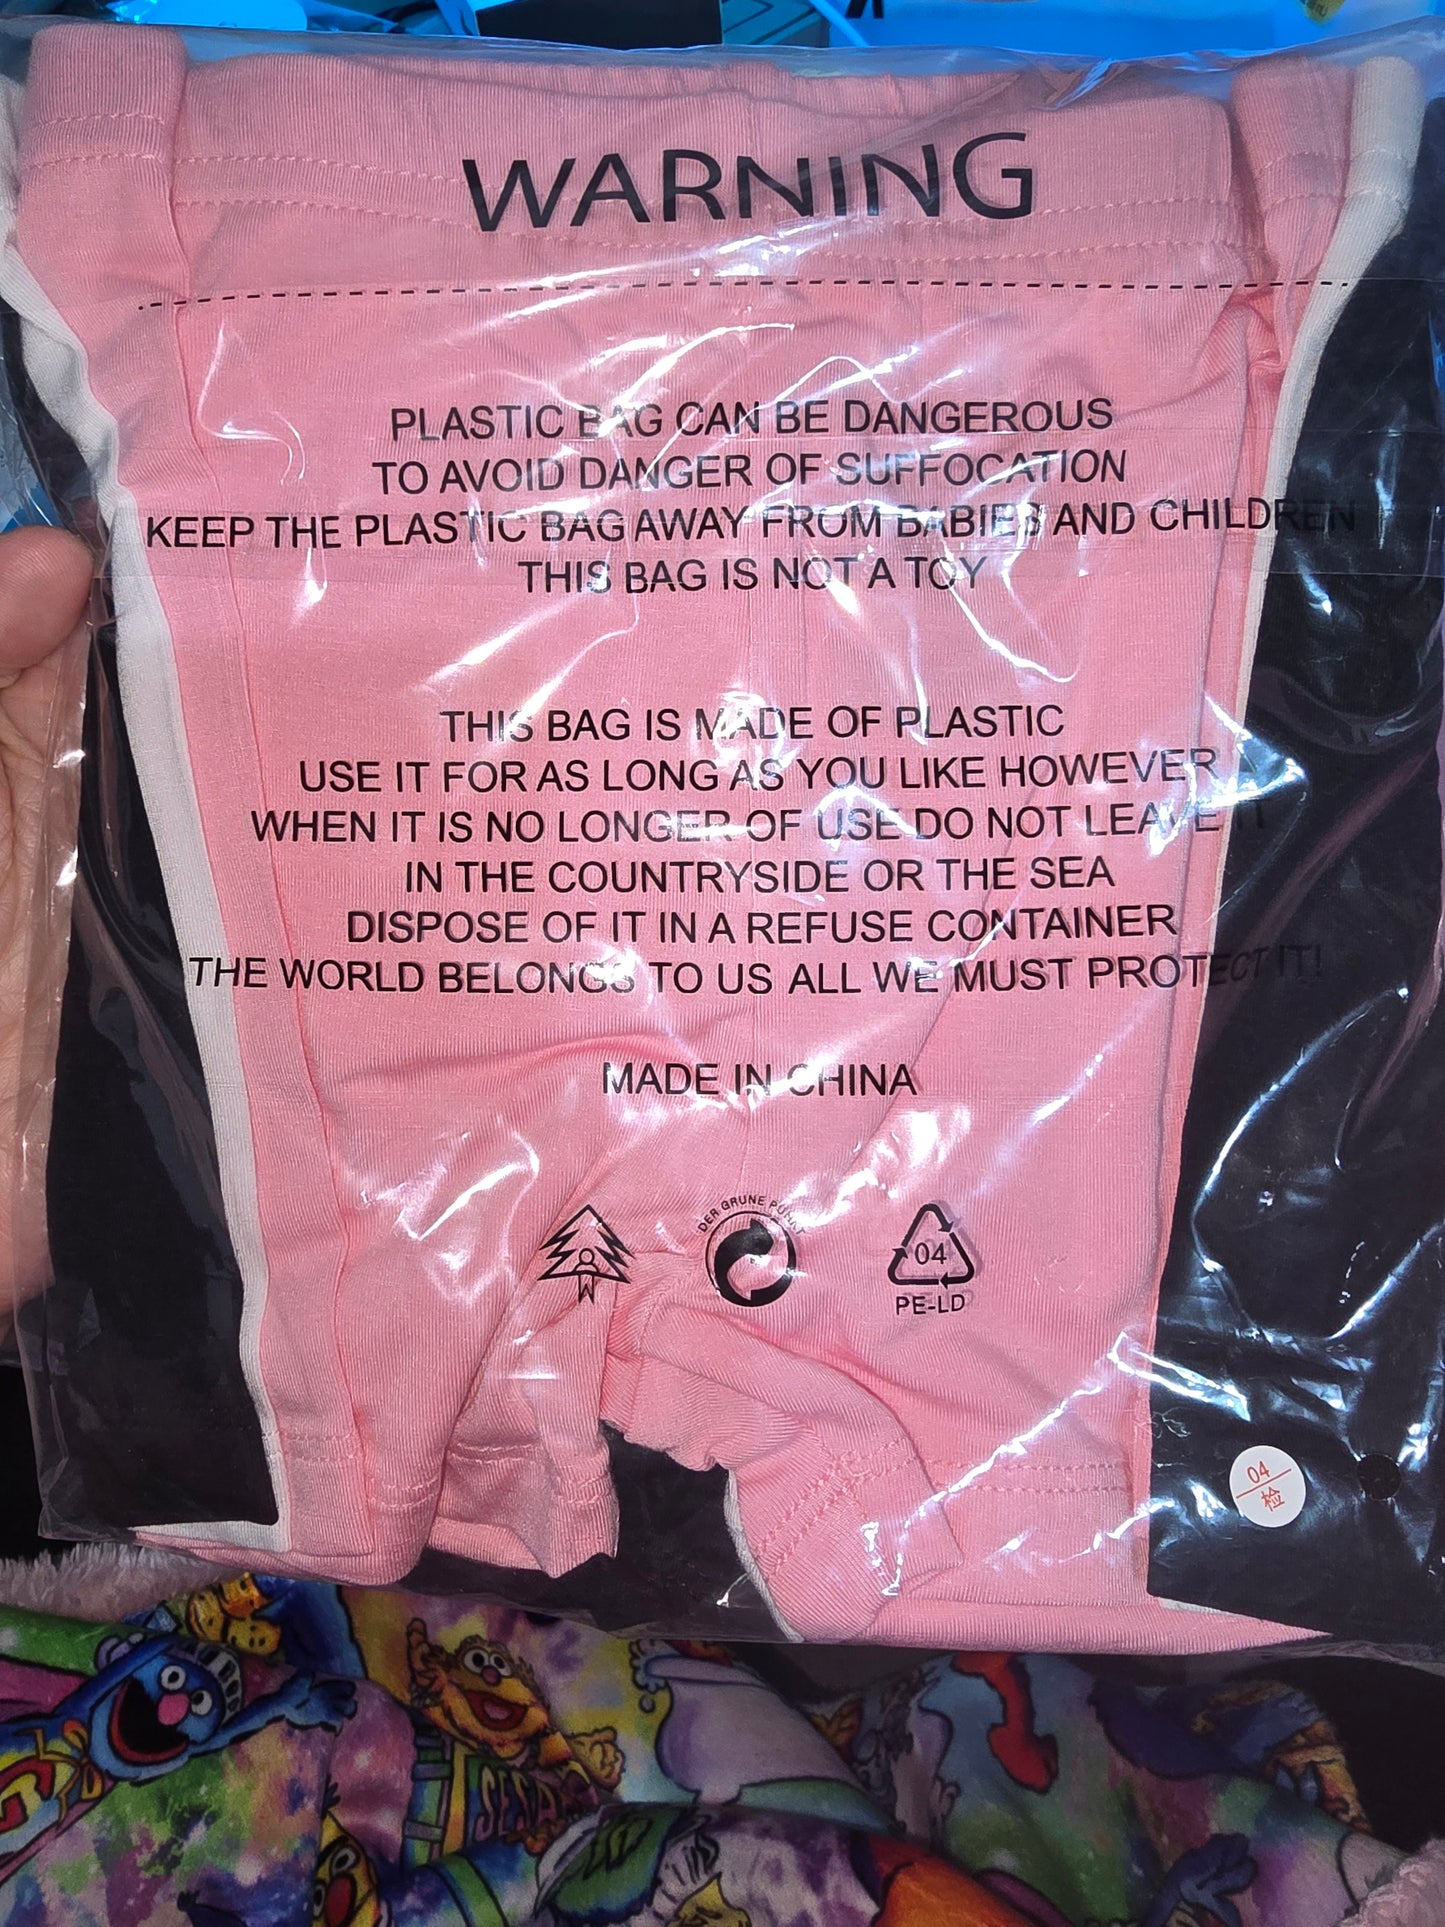 WARNING
PLASTIC BAG CAN BE DANGEROUS
TO AVOID DANGER OF SUFFOCATION
KEEP THE PLASTIC BAG AWAY FROM BABIES AND CHILDREN
THIS BAG IS NOT A TOY
THIS BAG IS MADE OF PLASTIC
USE IT FOR AS LONG AS YOU LIKE HOWEVER
WHEN IT IS NO LONGER OF USE DO NOT LEAVE IT
IN THE COUNTRYSIDE OR THE SEA
DISPOSE OF IT IN A REFUSE CONTAINER
THE WORLD BELONGS TO US ALL WE MUST PROTECT IT!
MADE IN CHINA
DER GRUNE PUNKT
04
PE-LD
04
检